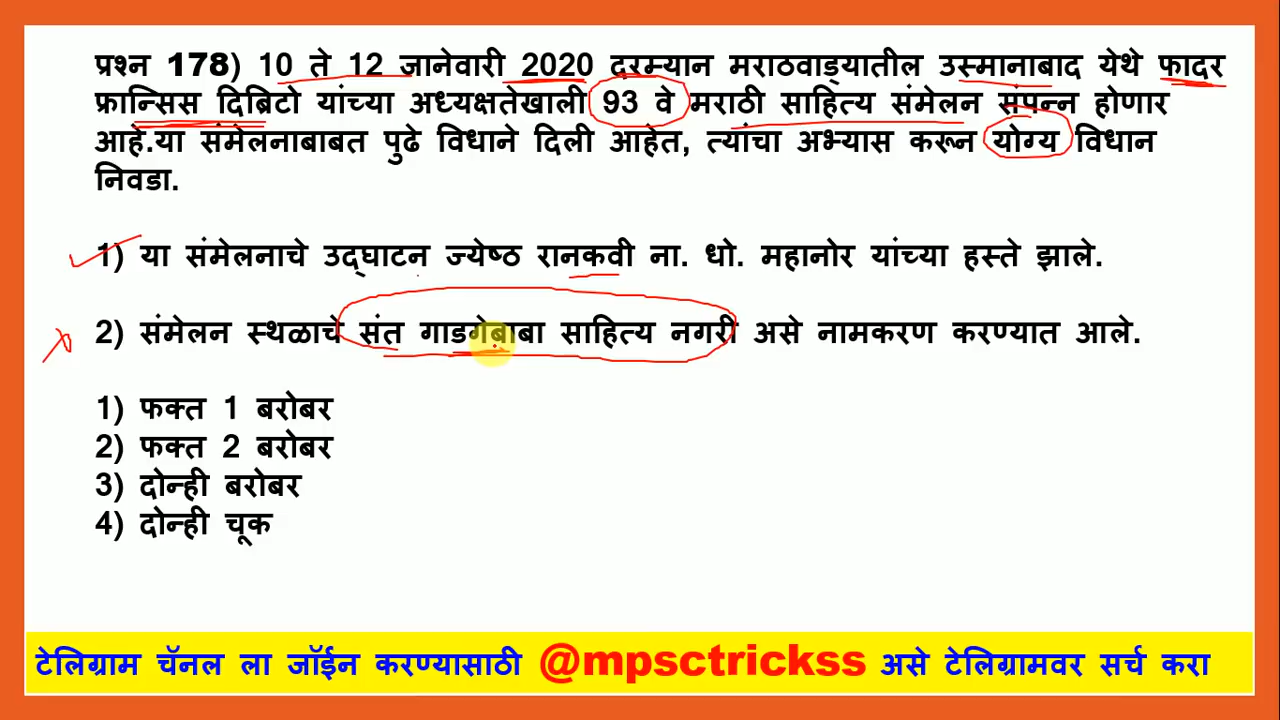 प्रश्न 178) 10 ते 12 जानेवारी 2020 दरम्यान मराठवाड्यातील उस्मानाबाद येथे फादर
फ्रान्सिस दिब्रिटो यांच्या अध्यक्षतेखाली 93 वे मराठी साहित्य संमेलन संपन्न होणार
आहे.या संमेलनाबाबत पुढे विधाने दिली आहेत, त्यांचा अभ्यास करून योग्य विधान
निवडा.
1) या संमेलनाचे उद्घाटन ज्येष्ठ रानकवी ना. धो. महानोर यांच्या हस्ते झाले.
2) संमेलन स्थळाचे संत गाडगेबाबा साहित्य नगरी असे नामकरण करण्यात आले.
1) फक्त 1 बरोबर
2) फक्त 2 बरोबर
3) दोन्ही बरोबर
4) दोन्ही चूक
टेलिग्राम चॅनल ला जॉईन करण्यासाठी @mpsctrickss असे टेलिग्रामवर सर्च करा